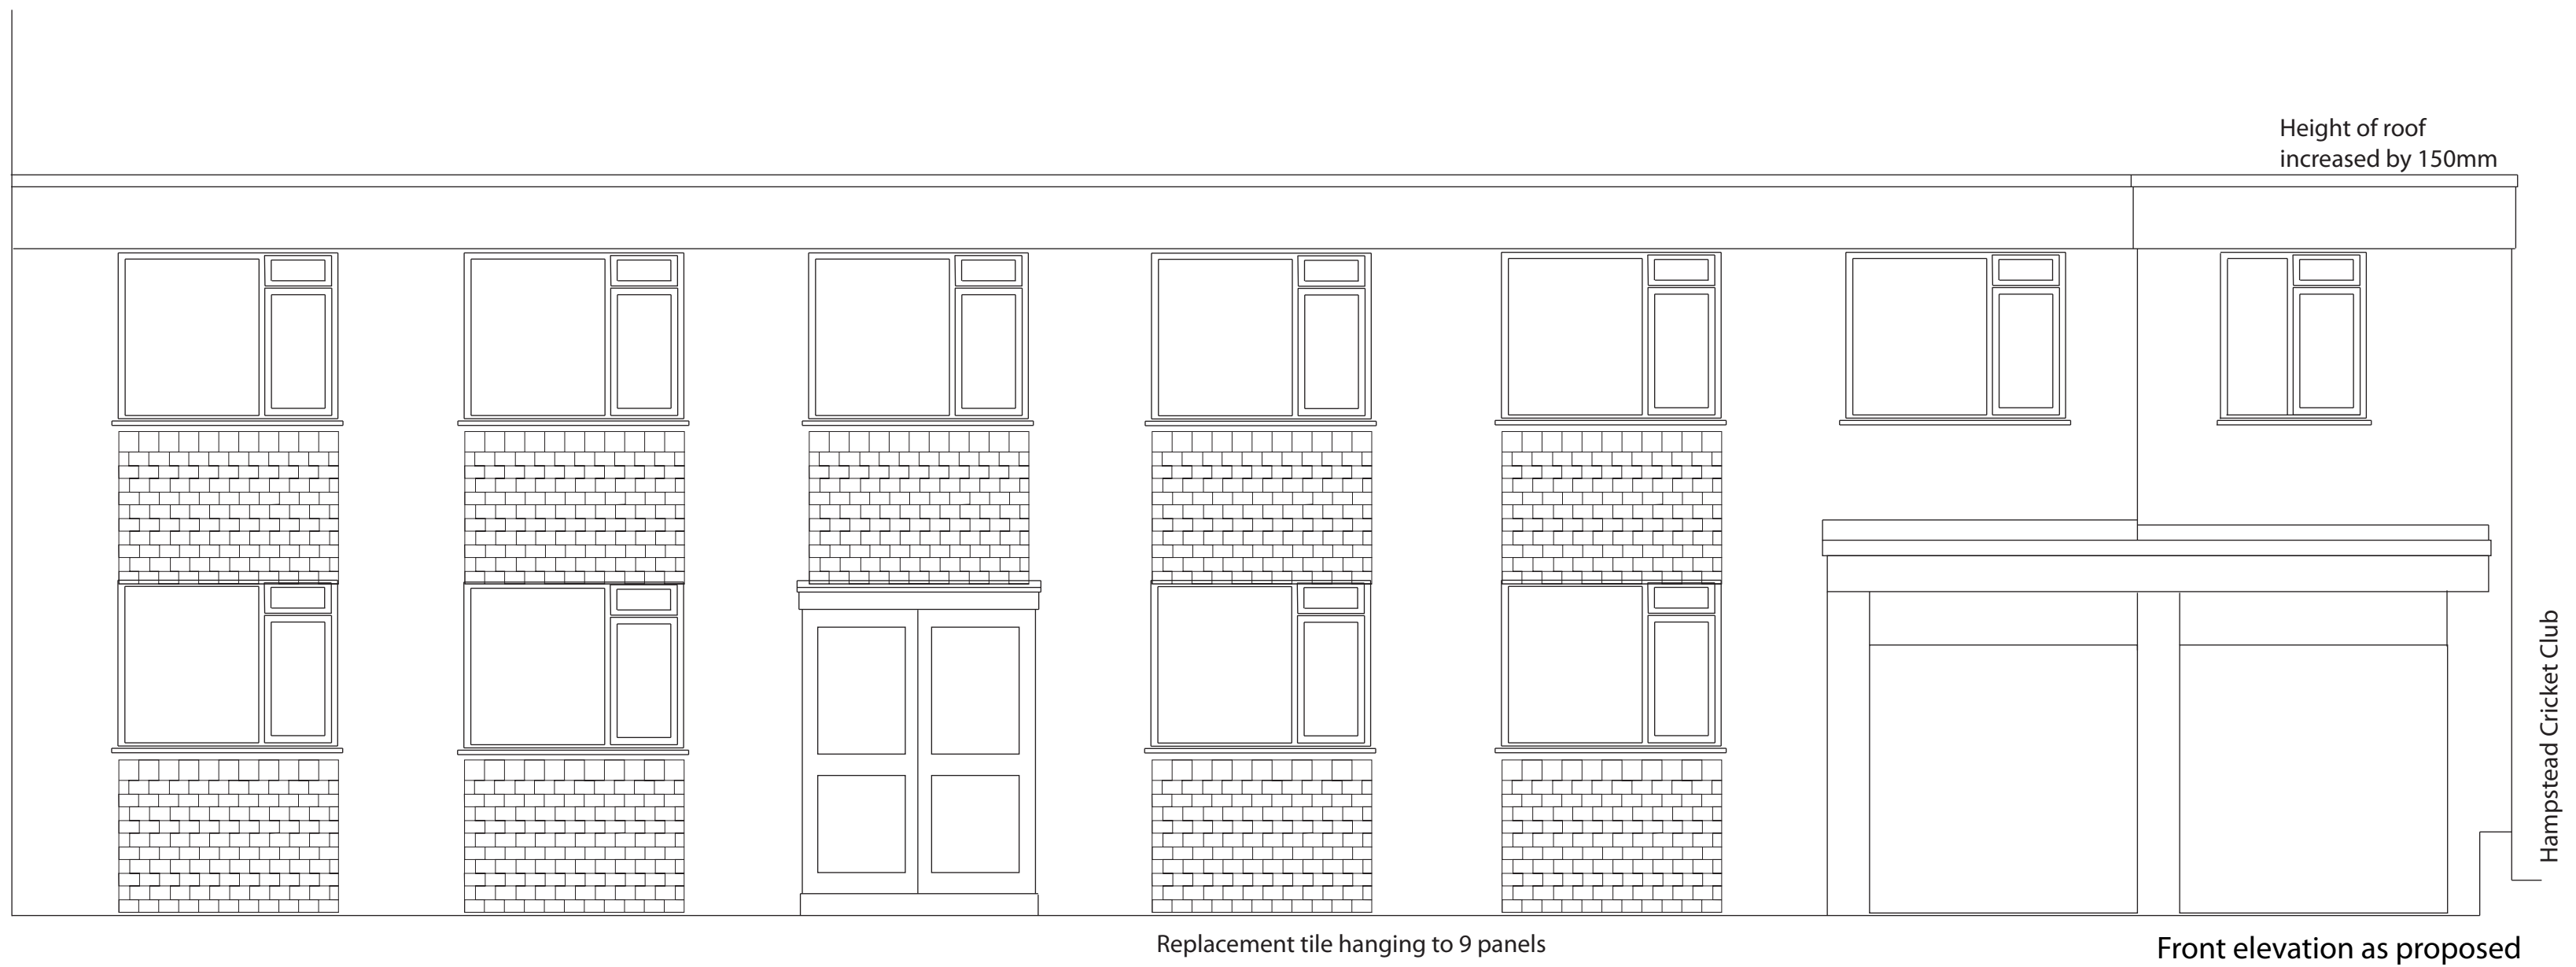 Height of roof
increased by 150mm
Hampstead Cricket Club
Replacement tile hanging to 9 panels
Front elevation as proposed